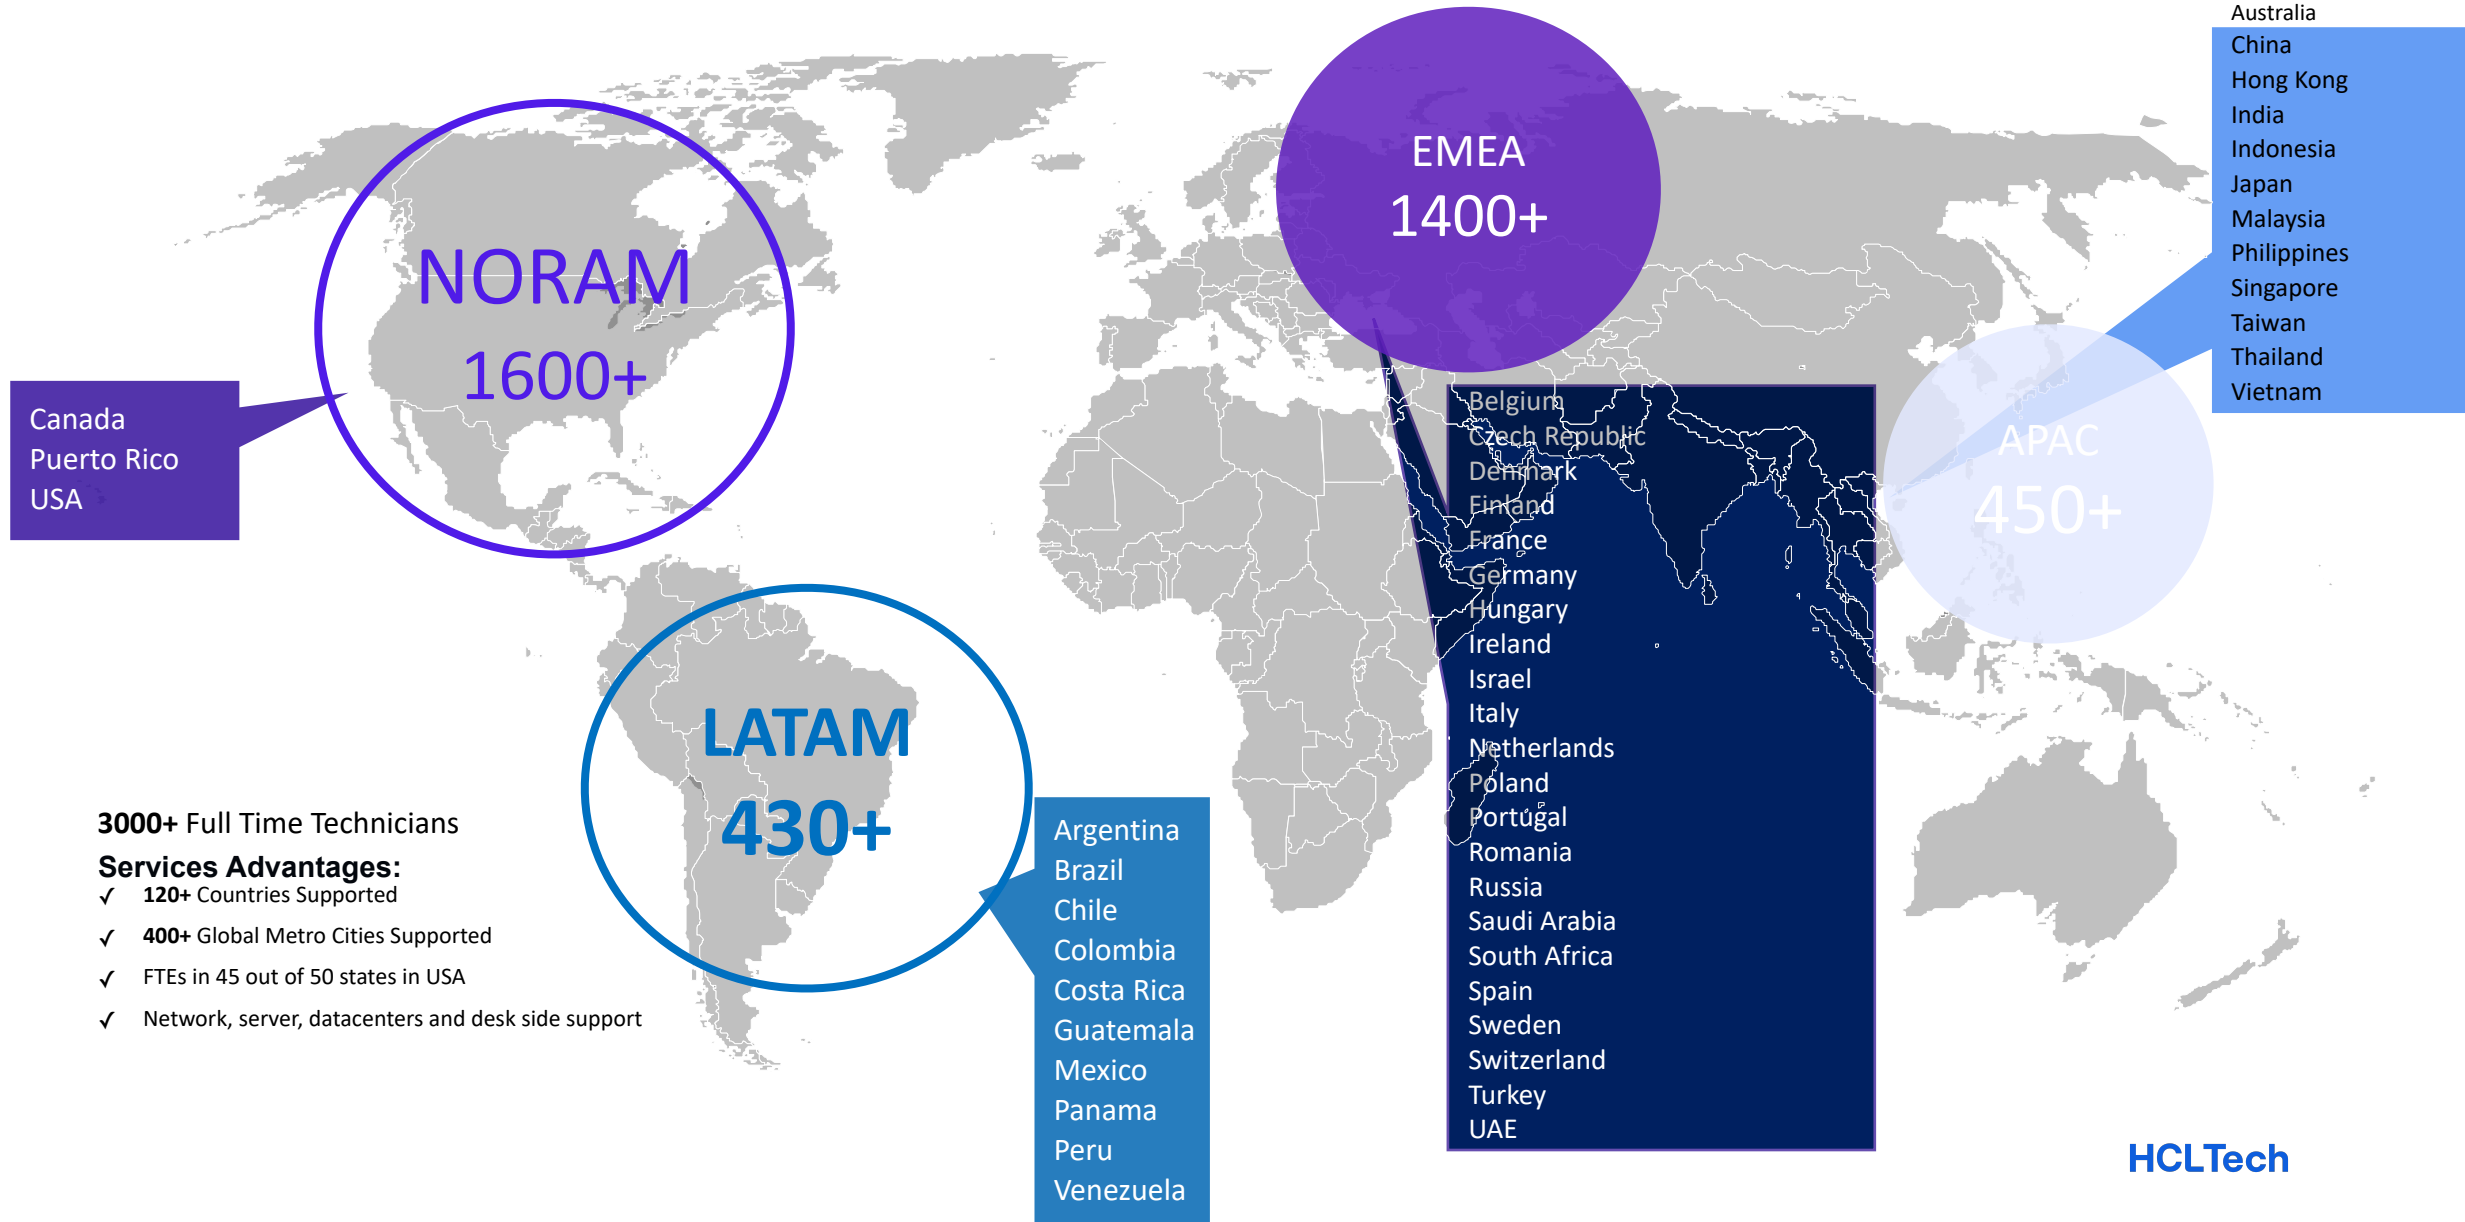 NORAM
1600+
Canada
Puerto Rico
USA
LATAM
430+
Argentina
Brazil
Chile
Colombia
Costa Rica
Guatemala
Mexico
Panama
Peru
Venezuela
EMEA
1400+
Belgium
Czech Republic
Denmark
Finland
France
Germany
Hungary
Ireland
Israel
Italy
Netherlands
Poland
Portugal
Romania
Russia
Saudi Arabia
South Africa
Spain
Sweden
Switzerland
Turkey
UAE
APAC
450+
Australia
China
Hong Kong
India
Indonesia
Japan
Malaysia
Philippines
Singapore
Taiwan
Thailand
Vietnam
3000+ Full Time Technicians
Services Advantages:
✓ 120+ Countries Supported
✓ 400+ Global Metro Cities Supported
✓ FTEs in 45 out of 50 states in USA
✓ Network, server, datacenters and desk side support
HCLTech